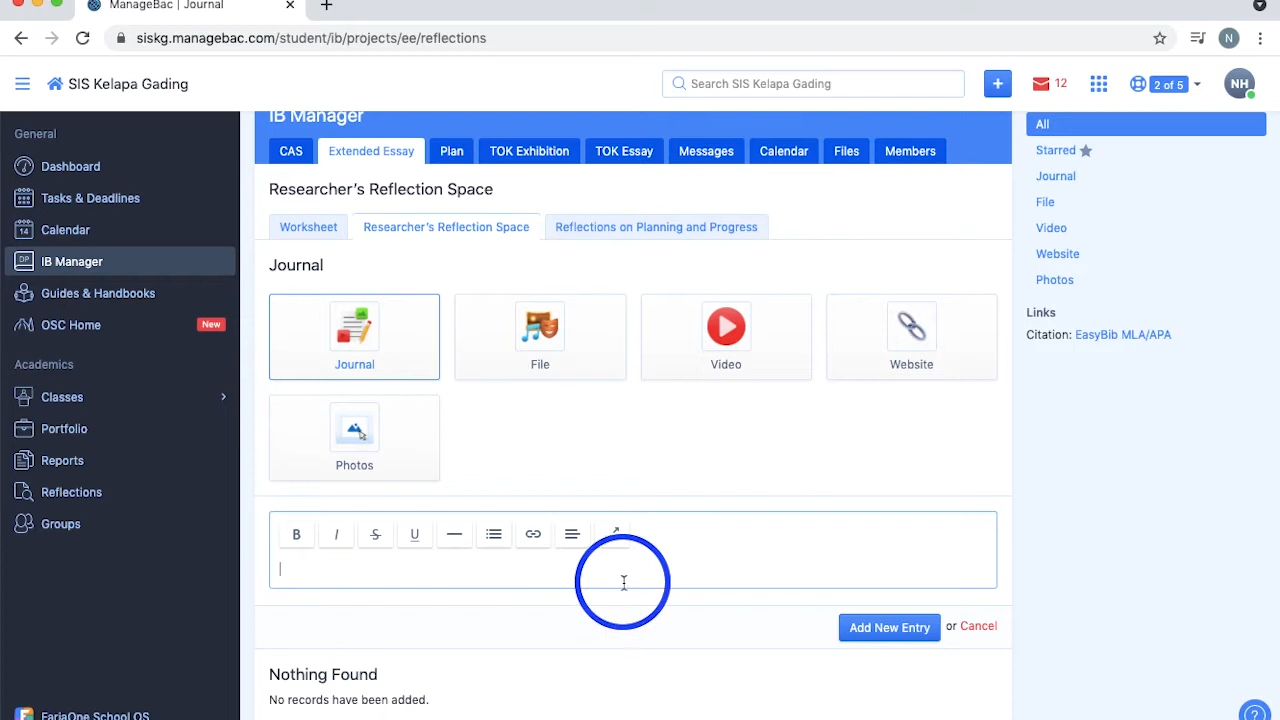 ManageBac | Journal
siskg.managebac.com/student/ib/projects/ee/reflections
N
SIS Kelapa Gading
Search SIS Kelapa Gading
12
2 of 5
NH
General
Dashboard
Tasks & Deadlines
14
Calendar
DP
IB Manager
Guides & Handbooks
OSC Home
New
Academics
Classes
Portfolio
Reports
Reflections
Groups
FariaOne School OS
IB Manager
CAS
Extended Essay
Plan
TOK Exhibition
TOK Essay
Messages
Calendar
Files
Members
Researcher's Reflection Space
Worksheet
Researcher's Reflection Space
Reflections on Planning and Progress
Journal
Journal
File
Video
Website
Photos
B I S U
Add New Entry or Cancel
Nothing Found
No records have been added.
All
Starred
Journal
File
Video
Website
Photos
Links
Citation: EasyBib MLA/APA